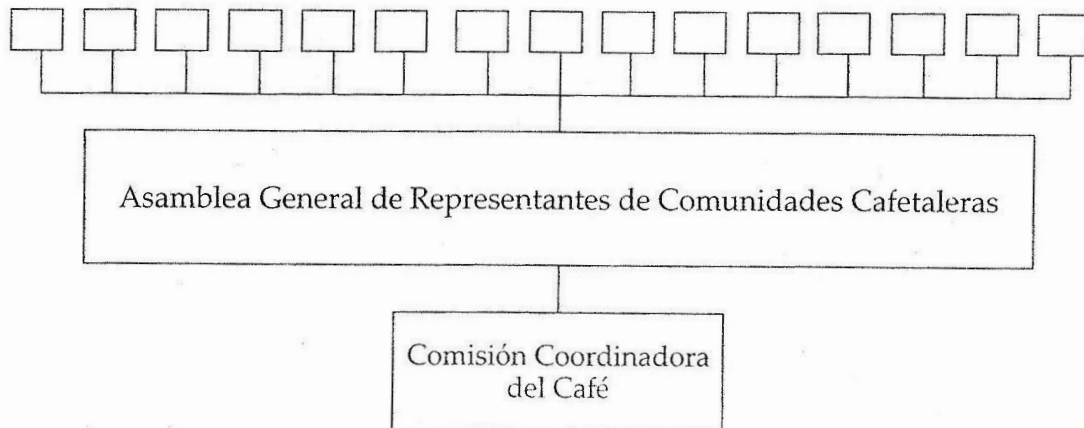 Asamblea General de Representantes de Comunidades Cafetaleras
Comisión Coordinadora
del Café